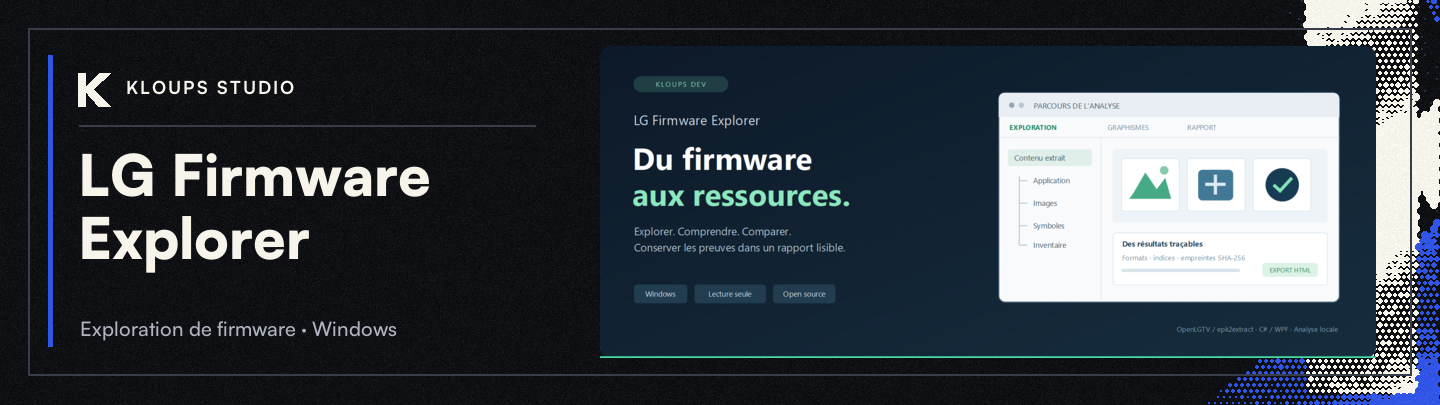 KLOUPS STUDIO
LG Firmware
Explorer
Exploration de firmware · Windows
KLOUPS DEV
LG Firmware Explorer
Du firmware
aux ressources.
Explorer. Comprendre. Comparer.
Conserver les preuves dans un rapport lisible.
Windows
Lecture seule
Open source
PARCOURS DE L'ANALYSE
EXPLORATION
GRAPHISMES
RAPPORT
Contenu extrait
Application
Images
Symboles
Inventaire
Des résultats traçables
Formats · indices · empreintes SHA-256
EXPORT HTML
OpenLGTV / epk2extract · C# / WPF · Analyse locale